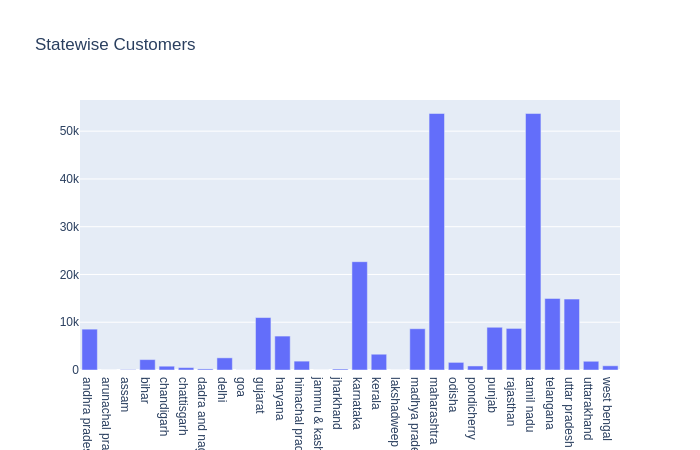 Statewise Customers
50k
40k
30k
20k
10k
0
andhra prades
arunachal pra
assam
bihar
chandigarh
chattisgarh
dadra and nag
delhi
goa
gujarat
haryana
himachal prac
jammu & kash
jharkhand
karnataka
kerala
lakshadweep
madhya prade
maharashtra
odisha
pondicherry
punjab
rajasthan
tamil nadu
telangana
uttar pradesh
uttarakhand
west bengal